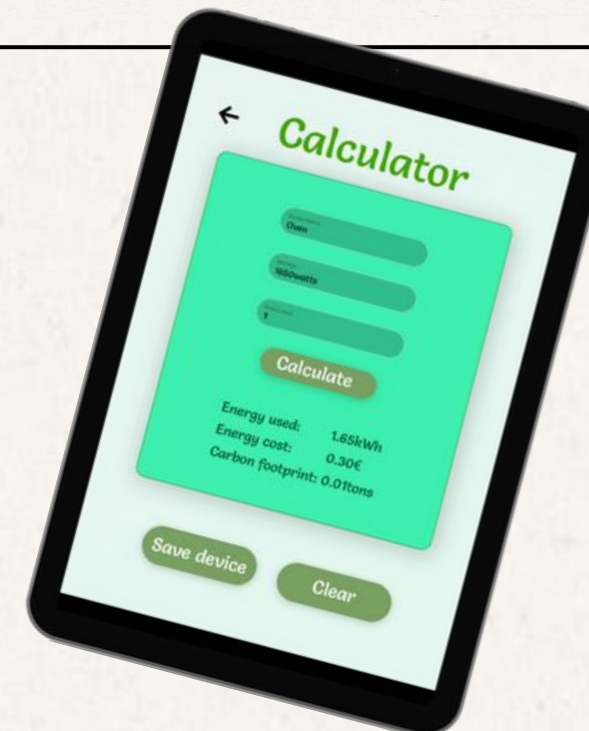 Calculator
Oven
1650watts
1
Calculate
Energy used: 1.65kWh
Energy cost: 0.30€
Carbon footprint: 0.01tons
Save device
Clear